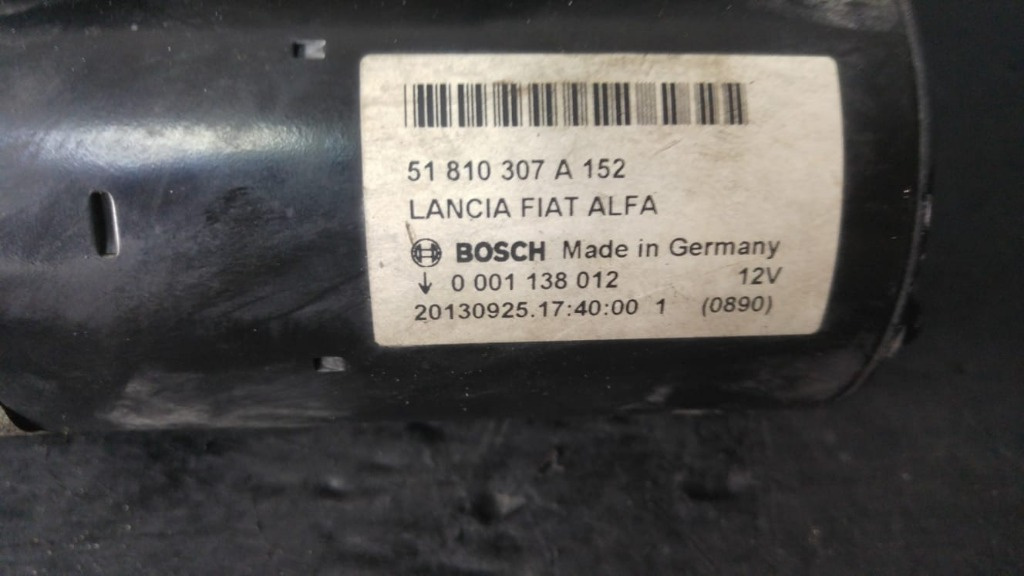 51 810 307 A 152
LANCIA FIAT ALFA
BOSCH Made in Germany
↓ 0 001 138 012 12V
20130925.17:40:00 1 (0890)